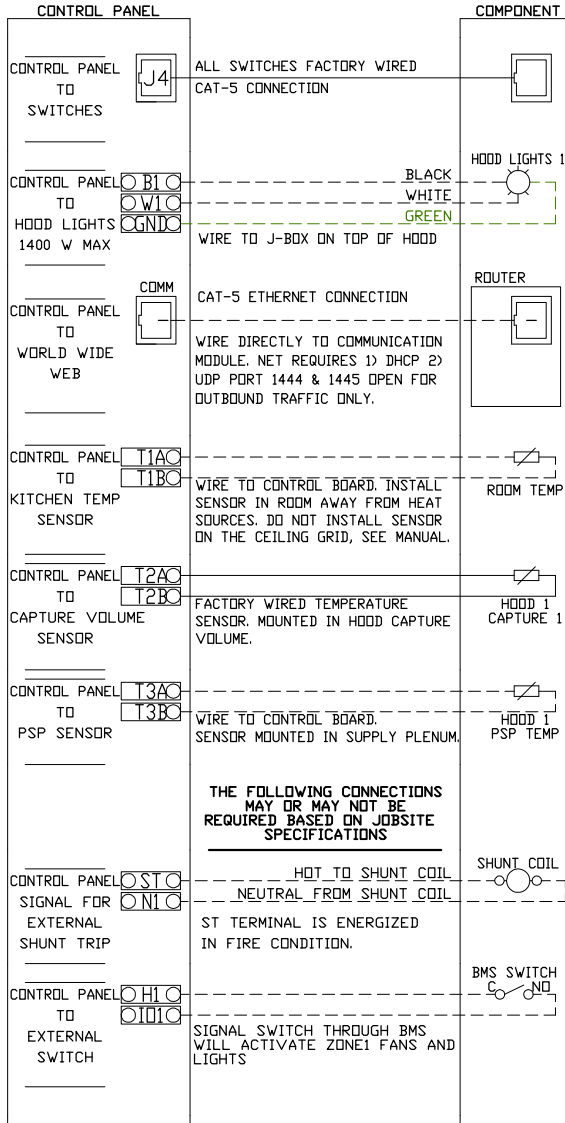 CONTROL PANEL
COMPONENT
CONTROL PANEL
TO
SWITCHES
J4
ALL SWITCHES FACTORY WIRED
CAT-5 CONNECTION
HOOD LIGHTS 1
CONTROL PANEL
TO
HOOD LIGHTS
1400 W MAX
B1
W1
GND
BLACK
WHITE
GREEN
WIRE TO J-BOX ON TOP OF HOOD
CONTROL PANEL
TO
WORLD WIDE
WEB
COMM
CAT-5 ETHERNET CONNECTION
ROUTER
WIRE DIRECTLY TO COMMUNICATION
MODULE. NET REQUIRES 1) DHCP 2)
UDP PORT 1444 & 1445 OPEN FOR
OUTBOUND TRAFFIC ONLY.
CONTROL PANEL
TO
KITCHEN TEMP
SENSOR
T1A
T1B
WIRE TO CONTROL BOARD. INSTALL
SENSOR IN ROOM AWAY FROM HEAT
SOURCES. DO NOT INSTALL SENSOR
ON THE CEILING GRID, SEE MANUAL.
ROOM TEMP
CONTROL PANEL
TO
CAPTURE VOLUME
SENSOR
T2A
T2B
FACTORY WIRED TEMPERATURE
SENSOR. MOUNTED IN HOOD CAPTURE
VOLUME.
HOOD 1
CAPTURE 1
CONTROL PANEL
TO
PSP SENSOR
T3A
T3B
WIRE TO CONTROL BOARD.
SENSOR MOUNTED IN SUPPLY PLENUM.
HOOD 1
PSP TEMP
THE FOLLOWING CONNECTIONS
MAY OR MAY NOT BE
REQUIRED BASED ON JOBSITE
SPECIFICATIONS
CONTROL PANEL
SIGNAL FOR
EXTERNAL
SHUNT TRIP
ST
N1
HOT TO SHUNT COIL
NEUTRAL FROM SHUNT COIL
SHUNT COIL
ST TERMINAL IS ENERGIZED
IN FIRE CONDITION.
CONTROL PANEL
TO
EXTERNAL
SWITCH
H1
IO1
BMS SWITCH
C NO
SIGNAL SWITCH THROUGH BMS
WILL ACTIVATE ZONE1 FANS AND
LIGHTS